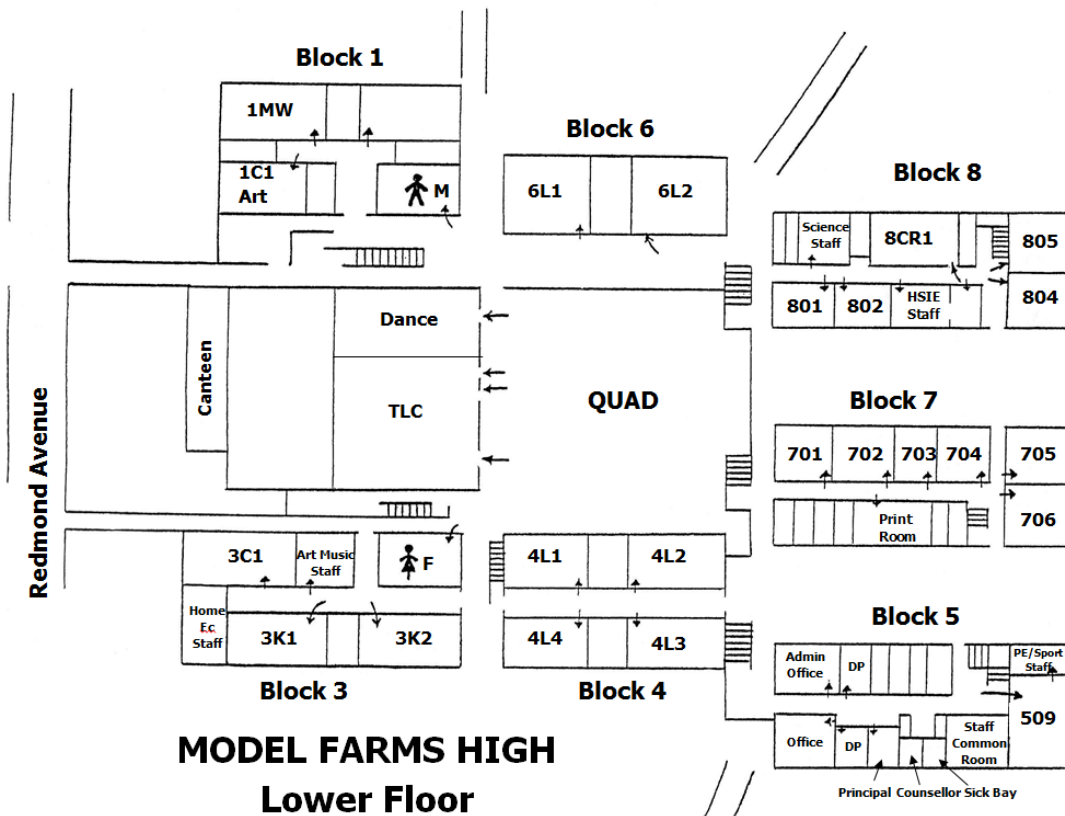 Block 1
1MW
1C1
Art
M
Block 6
6L1
6L2
Block 8
Science
Staff
8CR1
805
801
802
HSIE
Staff
804
Redmond Avenue
Canteen
Dance
TLC
QUAD
Block 7
701
702
703
704
705
Print
Room
706
3C1
Art Music
Staff
F
Home
Ec
Staff
3K1
3K2
Block 3
4L1
4L2
4L4
4L3
Block 4
Block 5
Admin
Office
DP
PE/Sport
Staff
509
Office
DP
Staff
Common
Room
Principal Counsellor Sick Bay
MODEL FARMS HIGH
Lower Floor